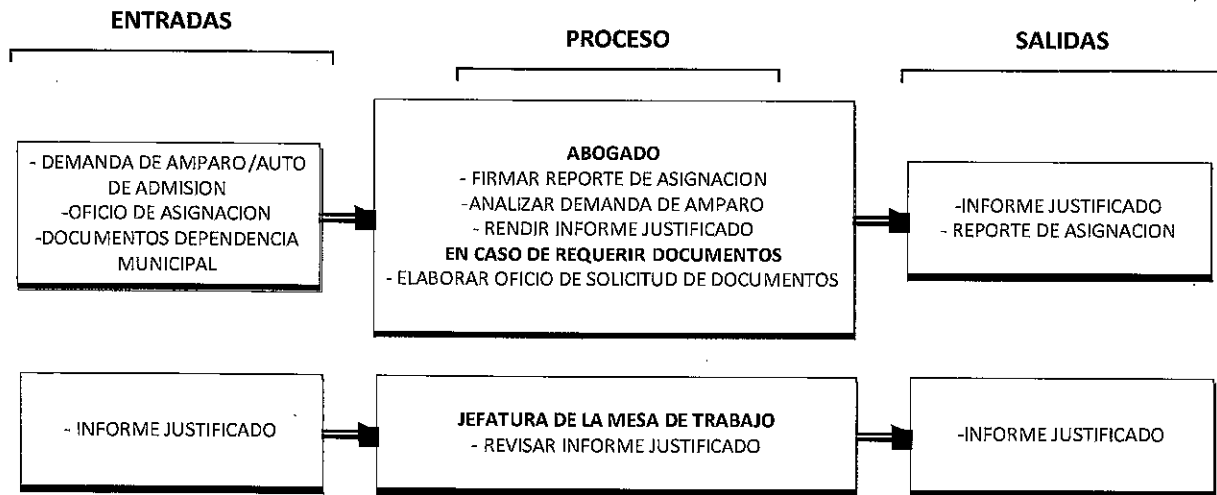 ENTRADAS
PROCESO
SALIDAS
- DEMANDA DE AMPARO/AUTO
DE ADMISION
-OFICIO DE ASIGNACION
-DOCUMENTOS DEPENDENCIA
MUNICIPAL
ABOGADO
- FIRMAR REPORTE DE ASIGNACION
-ANALIZAR DEMANDA DE AMPARO
- RENDIR INFORME JUSTIFICADO
EN CASO DE REQUERIR DOCUMENTOS
- ELABORAR OFICIO DE SOLICITUD DE DOCUMENTOS
-INFORME JUSTIFICADO
- REPORTE DE ASIGNACION
- INFORME JUSTIFICADO
JEFATURA DE LA MESA DE TRABAJO
- REVISAR INFORME JUSTIFICADO
-INFORME JUSTIFICADO